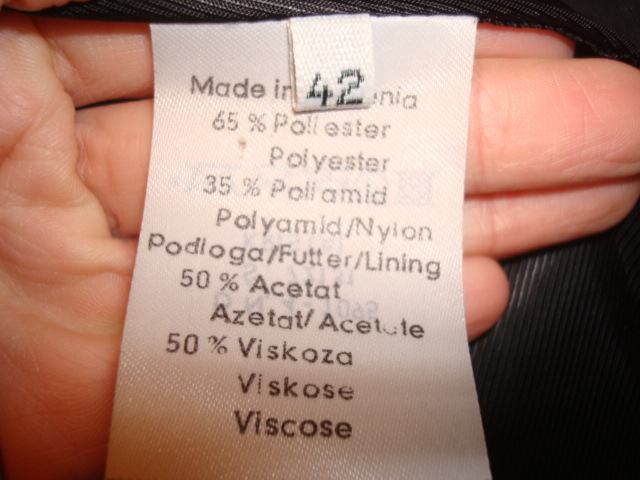 42
Made in
65 % Poliester
Polyester
35 % Poliamid
Polyamid/Nylon
Podloga/Futter/Lining
50 % Acetat
Azetat/Acetate
50 % Viskoza
Viskose
Viscose